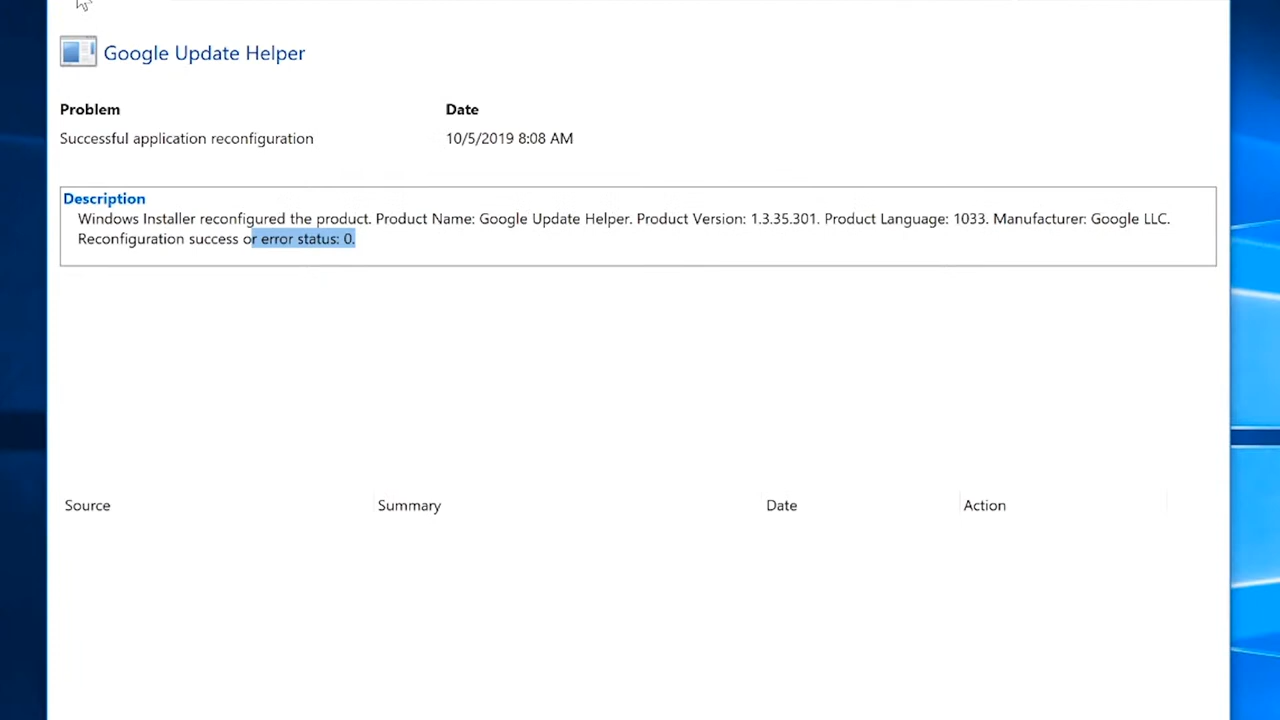 Google Update Helper
Problem Date
Successful application reconfiguration 10/5/2019 8:08 AM
Description
Windows Installer reconfigured the product. Product Name: Google Update Helper. Product Version: 1.3.35.301. Product Language: 1033. Manufacturer: Google LLC.
Reconfiguration success or error status: 0.
Source Summary Date Action